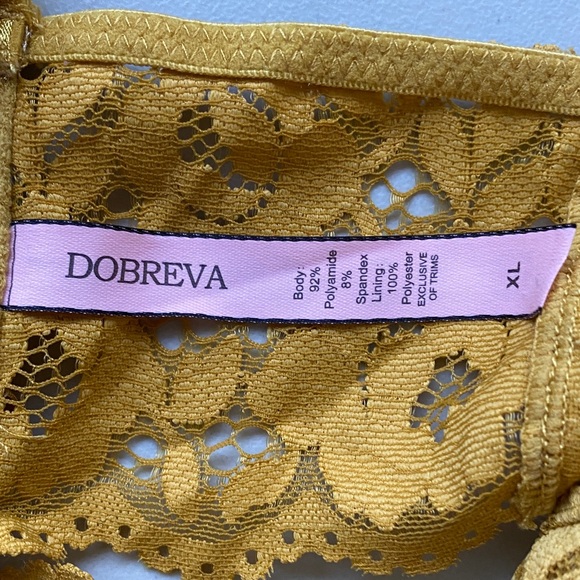 DOBREVA
Body:
92%
Polyamide
8%
Spandex
Lining:
100%
Polyester
EXCLUSIVE
OF TRIMS
XL